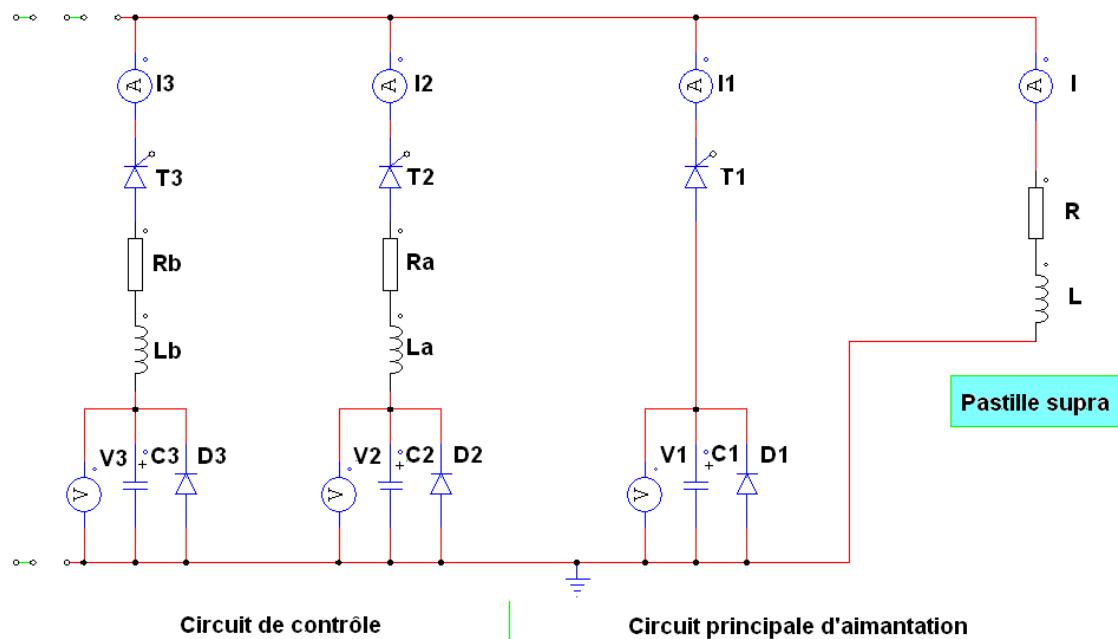 I3
I2
I1
I
A
A
A
A
T3
T2
T1
R
Rb
Ra
L
Lb
La
Pastille supra
V3
C3
D3
V2
C2
D2
V1
C1
D1
+
+
+
V
V
V
Circuit de contrôle
Circuit principale d'aimantation